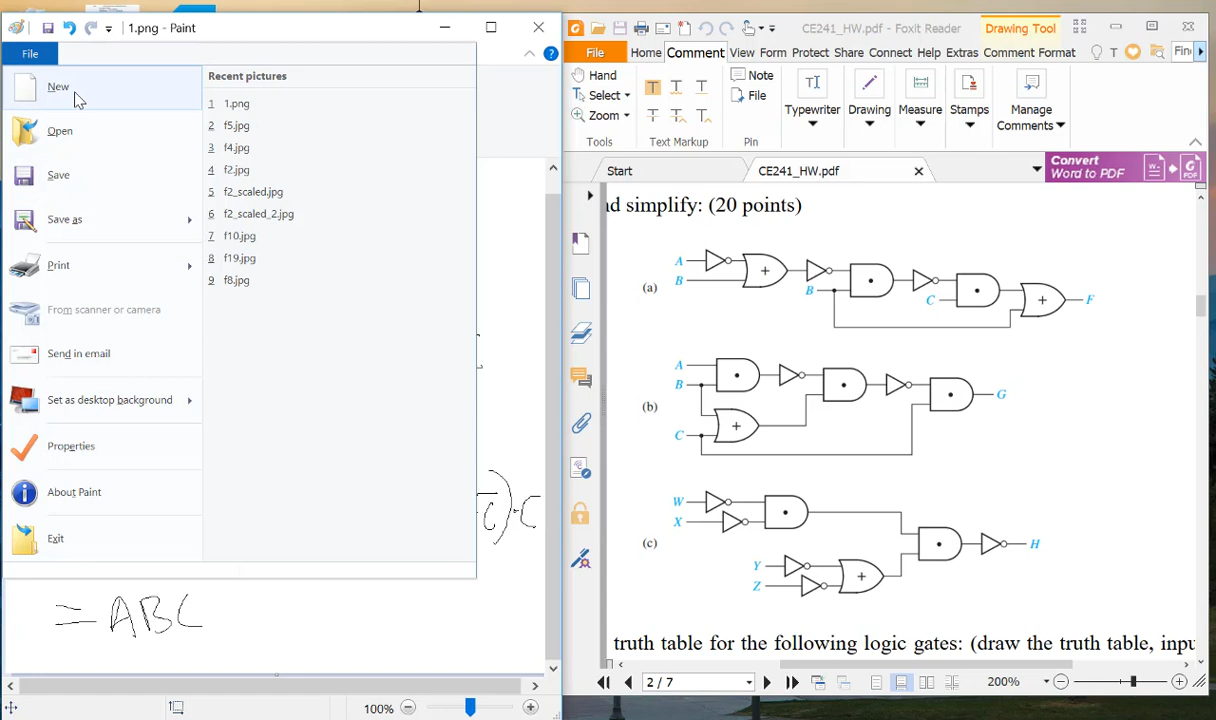 1.png - Paint
File
New
Open
Save
Save as
Print
From scanner or camera
Send in email
Set as desktop background
Properties
About Paint
Exit
Recent pictures
1 1.png
2 f5.jpg
3 f4.jpg
4 f2.jpg
5 f2_scaled.jpg
6 f2_scaled_2.jpg
7 f10.jpg
8 f19.jpg
9 f8.jpg
C).C
= ABC
100%
CE241_HW.pdf - Foxit Reader
Drawing Tool
File Home Comment View Form Protect Share Connect Help Extras Comment Format
Hand
Select
Zoom
Tools
Text Markup
Note
File
Pin
Typewriter
Drawing
Measure
Stamps
Manage
Comments
Start
CE241_HW.pdf
Convert
Word to PDF
nd simplify: (20 points)
(a)
A
B
+
B
C
+
F
(b)
A
B
C
+
G
(c)
W
X
Y
Z
+
H
truth table for the following logic gates: (draw the truth table, inpu
2 / 7
200%